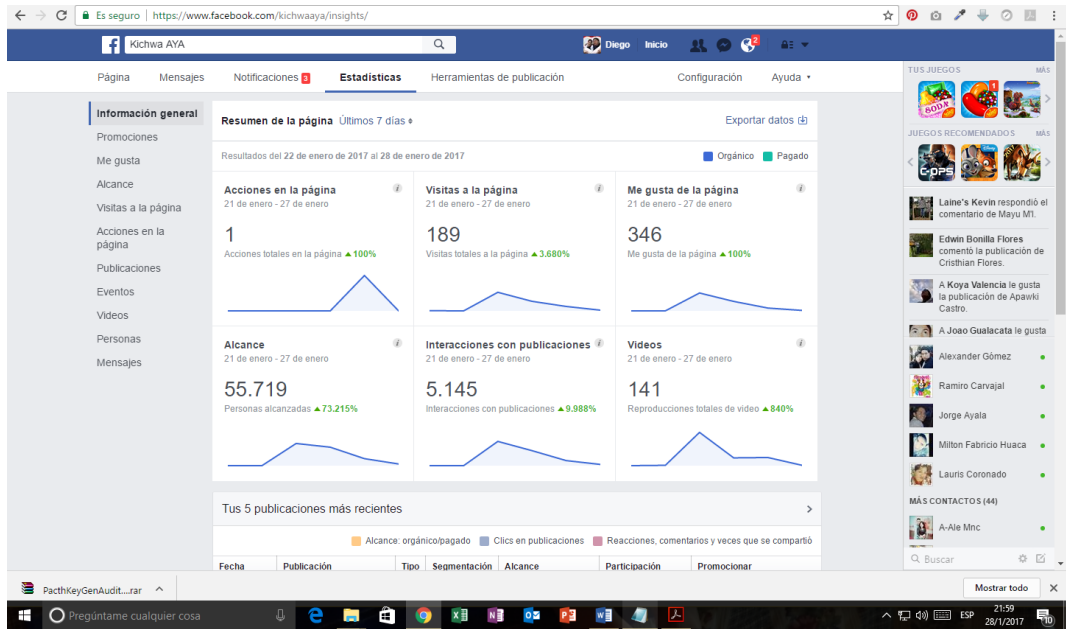 Es seguro | https://www.facebook.com/kichwaaya/insights/
Kichwa AYA
Diego Inicio 2
Página Mensajes Notificaciones 3 Estadísticas Herramientas de publicación Configuración Ayuda
Información general
Promociones
Me gusta
Alcance
Visitas a la página
Acciones en la
página
Publicaciones
Eventos
Videos
Personas
Mensajes
Resumen de la página Últimos 7 días
Exportar datos
Resultados del 22 de enero de 2017 al 28 de enero de 2017
Orgánico Pagado
Acciones en la página
21 de enero - 27 de enero
1
Acciones totales en la página ▲100%
Visitas a la página
21 de enero - 27 de enero
189
Visitas totales a la página ▲3.680%
Me gusta de la página
21 de enero - 27 de enero
346
Me gusta de la página ▲100%
Alcance
21 de enero - 27 de enero
55.719
Personas alcanzadas ▲73.215%
Interacciones con publicaciones
21 de enero - 27 de enero
5.145
Interacciones con publicaciones ▲9.988%
Videos
21 de enero - 27 de enero
141
Reproducciones totales de video ▲840%
Tus 5 publicaciones más recientes
Alcance: orgánico/pagado Clics en publicaciones Reacciones, comentarios y veces que se compartió
Fecha Publicación Tipo Segmentación Alcance Participación Promocionar
TUS JUEGOS MÁS
SODA
1
JUEGOS RECOMENDADOS MÁS
C-OPS
Laine's Kevin respondió el
comentario de Mayu M'l.
Edwin Bonilla Flores
comentó la publicación de
Cristhian Flores.
A Koya Valencia le gusta
la publicación de Apawki
Castro.
A Joao Gualacata le gusta
Alexander Gómez
Ramiro Carvajal
Jorge Ayala
Milton Fabricio Huaca
Lauris Coronado
MÁS CONTACTOS (44)
A-Ale Mnc
Buscar
PacthKeyGenAudit....rar
Mostrar todo
Pregúntame cualquier cosa
ESP
21:59
28/1/2017
10